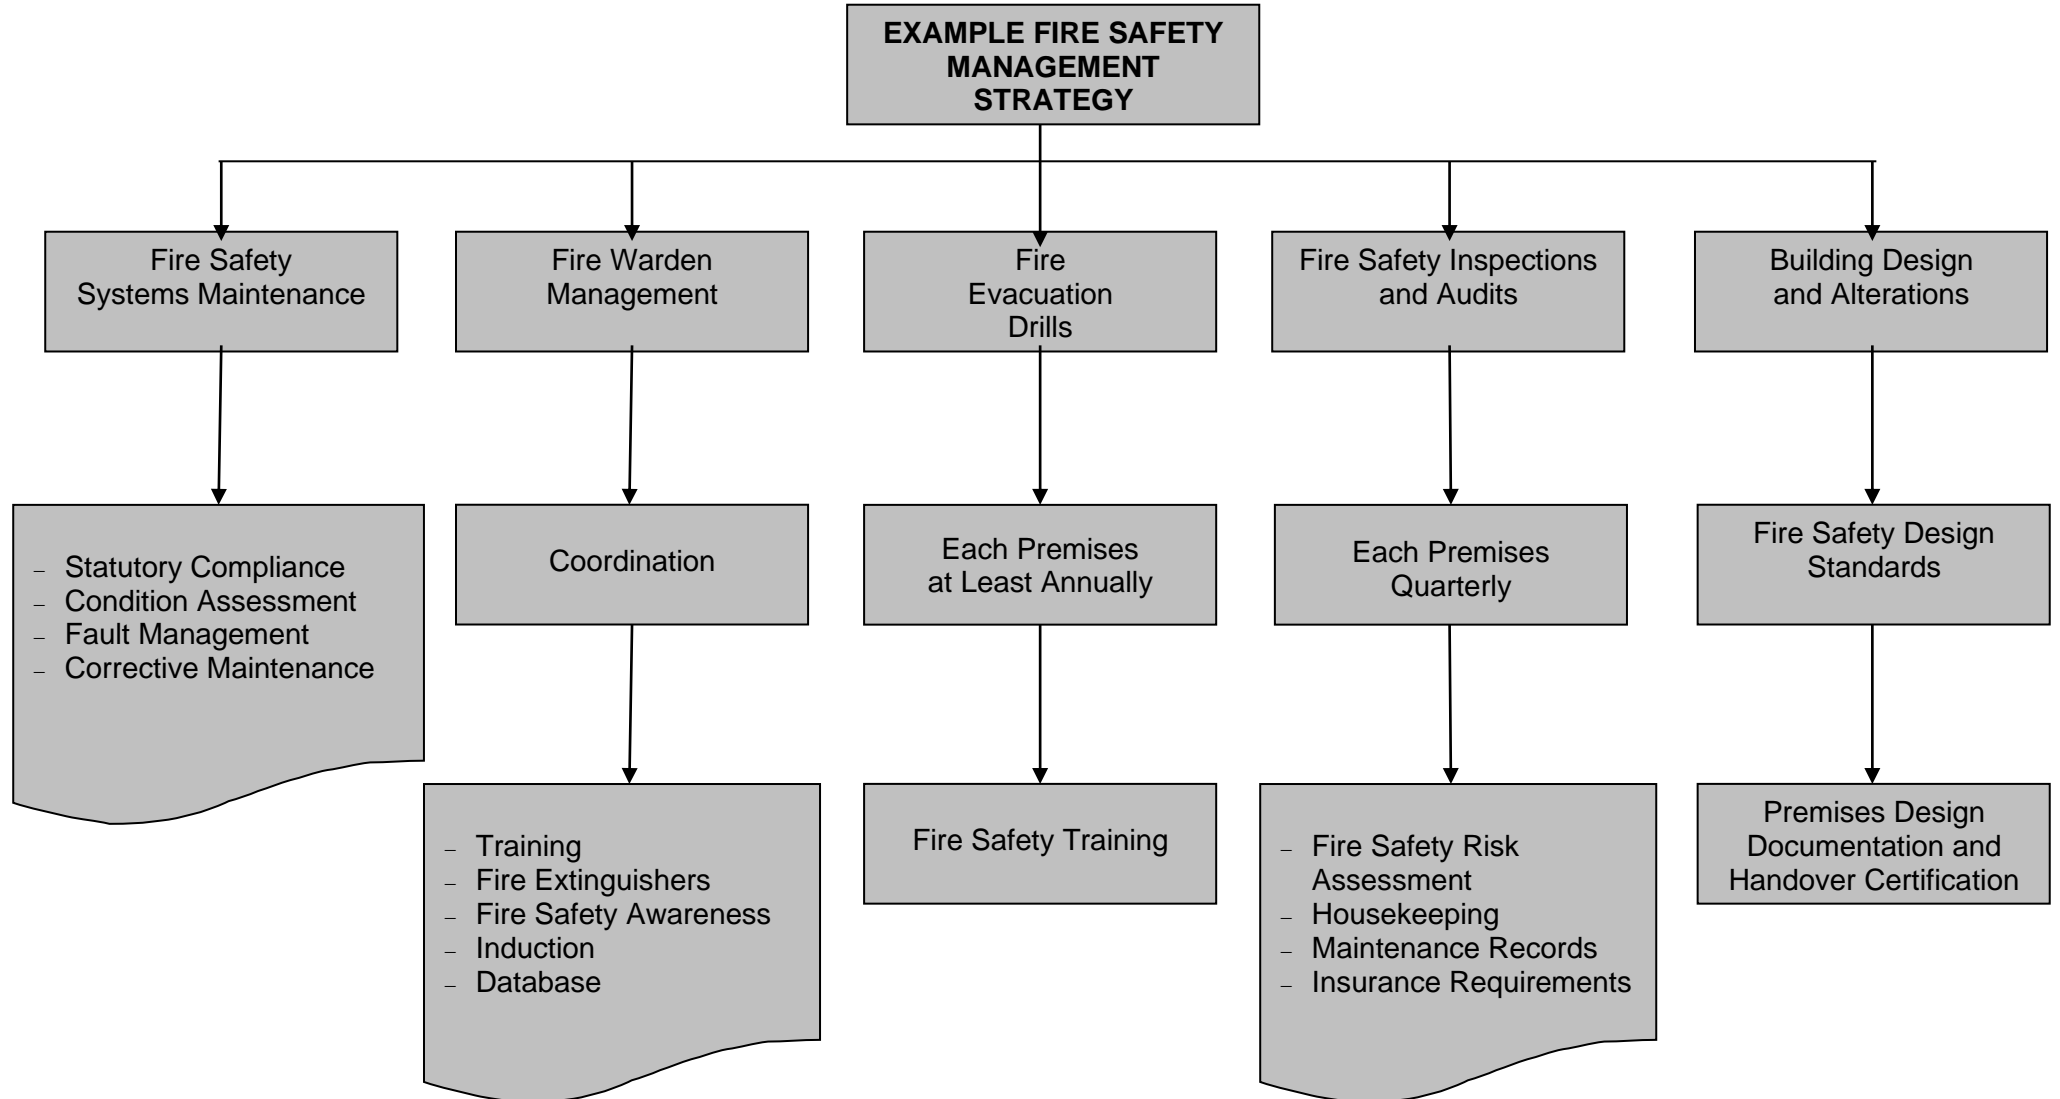 EXAMPLE FIRE SAFETY
MANAGEMENT
STRATEGY
Fire Safety
Systems Maintenance
Fire Warden
Management
Fire
Evacuation
Drills
Fire Safety Inspections
and Audits
Building Design
and Alterations
– Statutory Compliance
– Condition Assessment
– Fault Management
– Corrective Maintenance
Coordination
Each Premises
at Least Annually
Each Premises
Quarterly
Fire Safety Design
Standards
– Training
– Fire Extinguishers
– Fire Safety Awareness
– Induction
– Database
Fire Safety Training
– Fire Safety Risk
Assessment
– Housekeeping
– Maintenance Records
– Insurance Requirements
Premises Design
Documentation and
Handover Certification